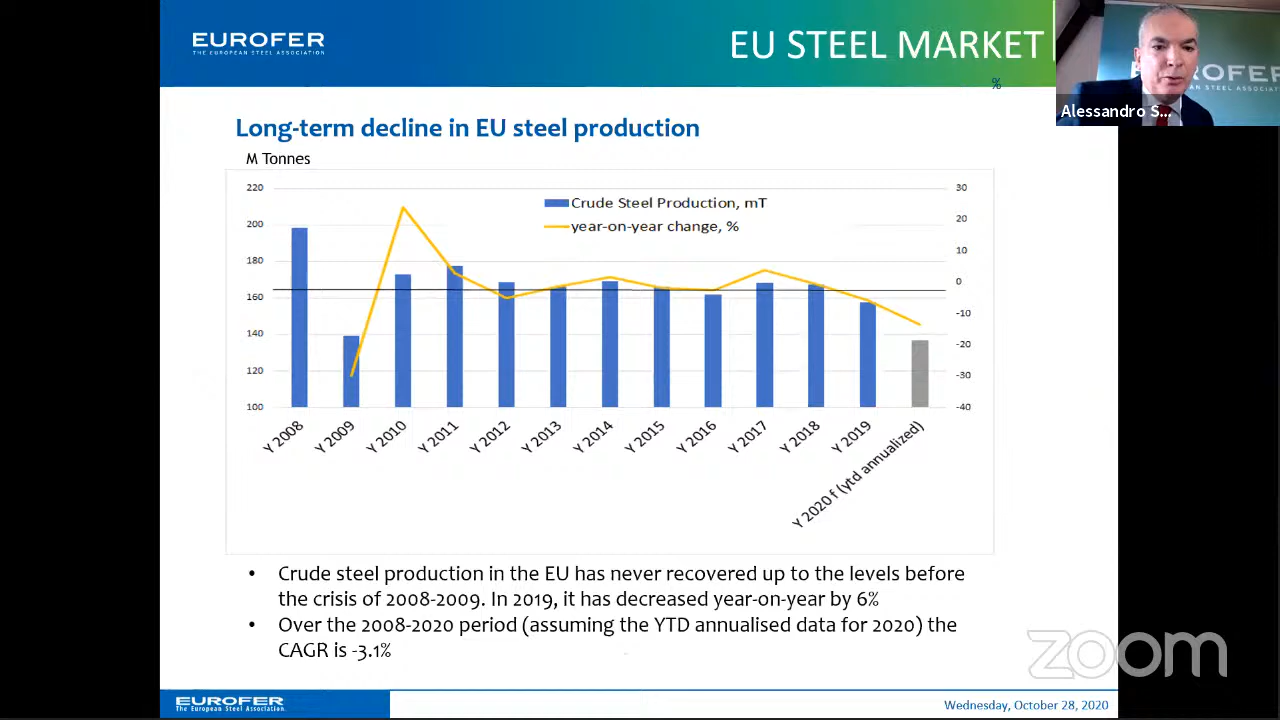 EUROFER
THE EUROPEAN STEEL ASSOCIATION
EU STEEL MARKET
%
ROFER
Alessandro S...
Long-term decline in EU steel production
M Tonnes
220
200
180
160
140
120
100
Crude Steel Production, mT
year-on-year change, %
30
20
10
0
-10
-20
-30
-40
Y 2008
Y 2009
Y 2010
Y 2011
Y 2012
Y 2013
Y 2014
Y 2015
Y 2016
Y 2017
Y 2018
Y 2019
Y 2020 f (ytd annualized)
• Crude steel production in the EU has never recovered up to the levels before
the crisis of 2008-2009. In 2019, it has decreased year-on-year by 6%
• Over the 2008-2020 period (assuming the YTD annualised data for 2020) the
CAGR is -3.1%
zoom
EUROFER
The European Steel Association.
Wednesday, October 28, 2020